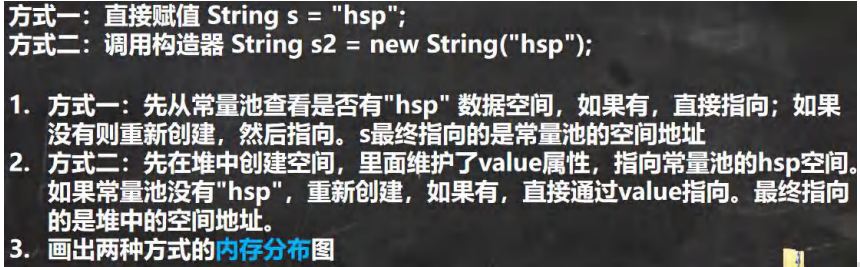 方式一：直接赋值 String s = "hsp";
方式二：调用构造器 String s2 = new String("hsp");
1. 方式一：先从常量池查看是否有"hsp" 数据空间，如果有，直接指向；如果
没有则重新创建，然后指向。s最终指向的是常量池的空间地址
2. 方式二：先在堆中创建空间，里面维护了value属性，指向常量池的hsp空间。
如果常量池没有"hsp"，重新创建，如果有，直接通过value指向。最终指向
的是堆中的空间地址。
3. 画出两种方式的内存分布图